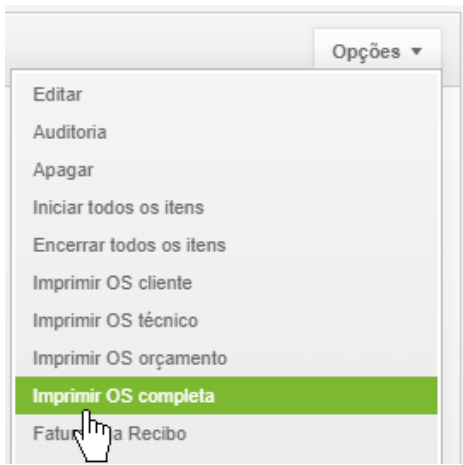 Opções
Editar
Auditoria
Apagar
Iniciar todos os itens
Encerrar todos os itens
Imprimir OS cliente
Imprimir OS técnico
Imprimir OS orçamento
Imprimir OS completa
Recibo